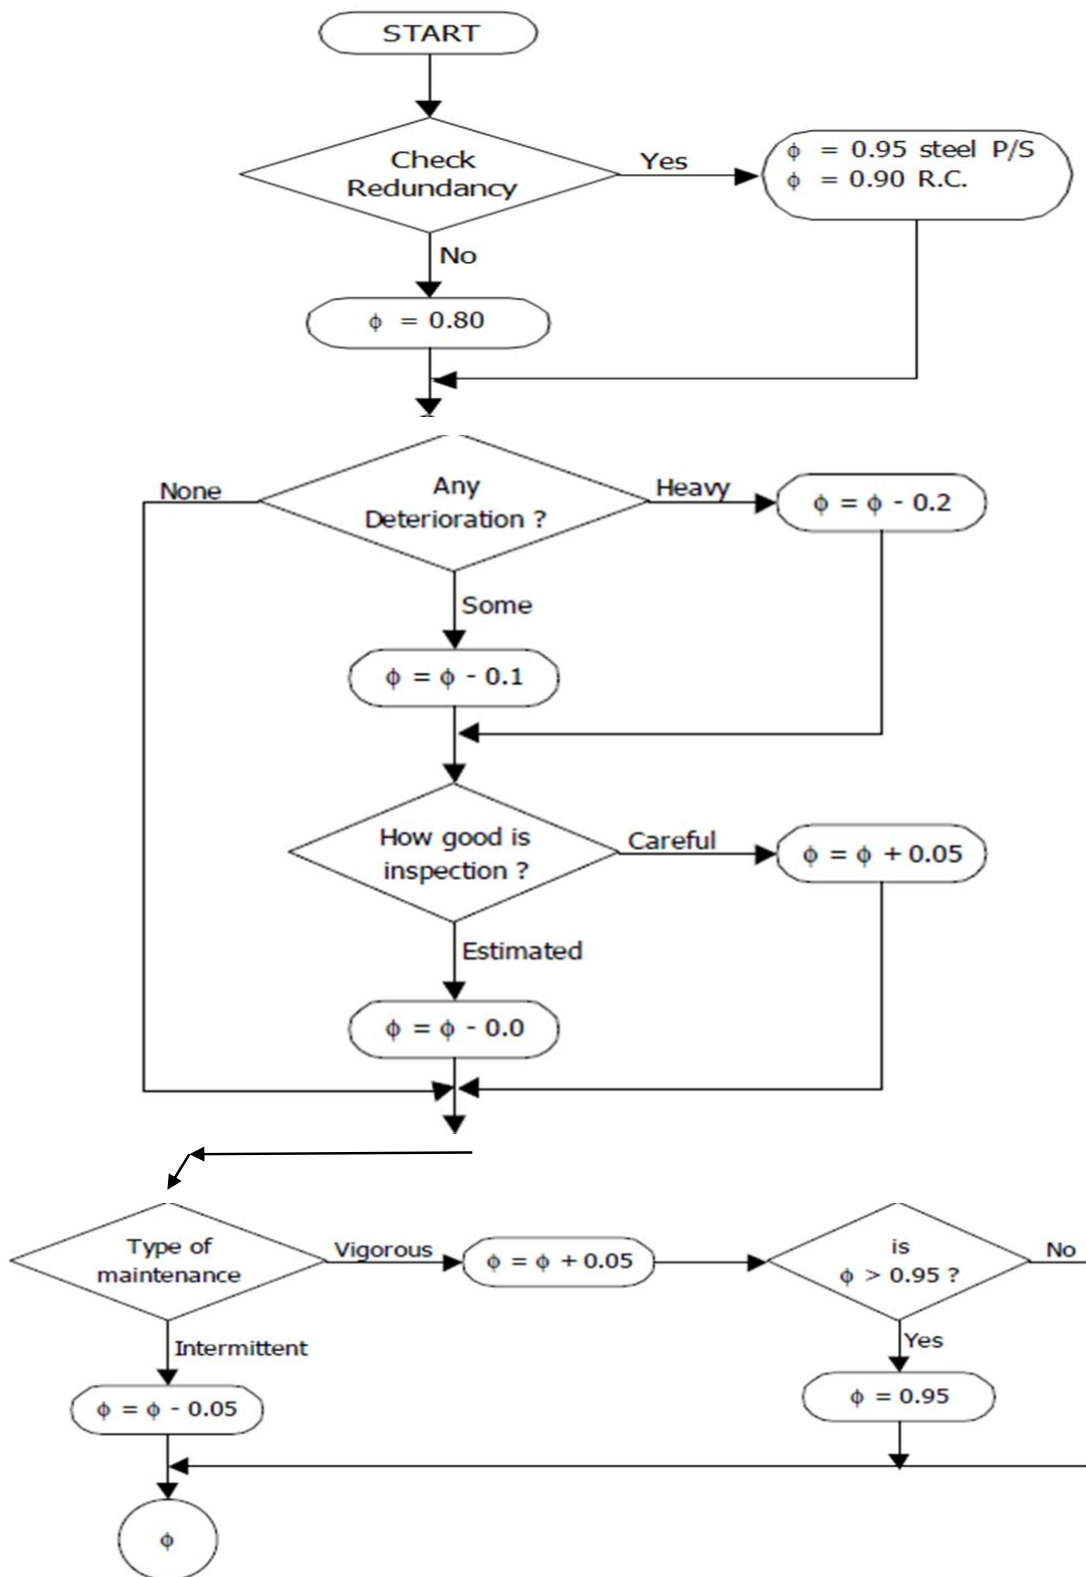 START
Check
Redundancy
Yes
ϕ = 0.95 steel P/S
ϕ = 0.90 R.C.
No
ϕ = 0.80
None
Any
Deterioration ?
Heavy
ϕ = ϕ - 0.2
Some
ϕ = ϕ - 0.1
How good is
inspection ?
Careful
ϕ = ϕ + 0.05
Estimated
ϕ = ϕ - 0.0
Type of
maintenance
Vigorous
ϕ = ϕ + 0.05
is
ϕ > 0.95 ?
No
Intermittent
Yes
ϕ = ϕ - 0.05
ϕ = 0.95
ϕ